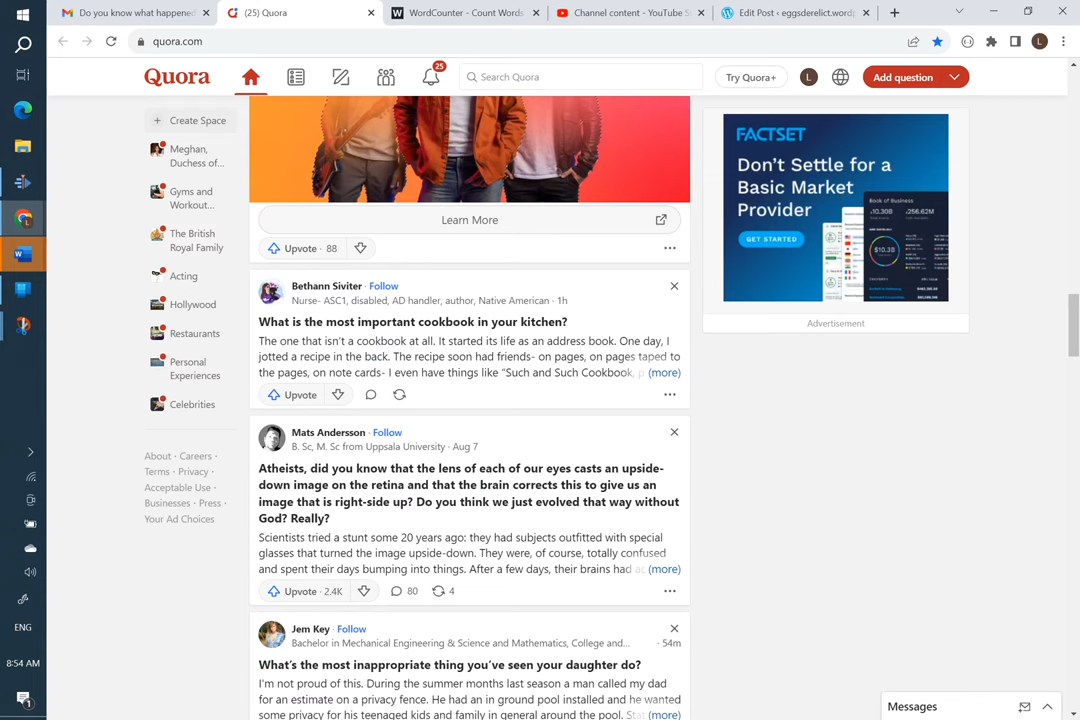 Do you know what happened
(25) Quora
WordCounter - Count Words
Channel content - YouTube S
Edit Post ‹ eggsderelict.wordp
quora.com
L
Quora
25
Search Quora
Try Quora+
L
Add question
Create Space
Meghan,
Duchess of...
Gyms and
Workout...
The British
Royal Family
Acting
Hollywood
Restaurants
Personal
Experiences
Celebrities
About · Careers ·
Terms · Privacy ·
Acceptable Use ·
Businesses · Press ·
Your Ad Choices
Learn More
Upvote · 88
Bethann Siviter · Follow
Nurse- ASC1, disabled, AD handler, author, Native American · 1h
What is the most important cookbook in your kitchen?
The one that isn't a cookbook at all. It started its life as an address book. One day, I
jotted a recipe in the back. The recipe soon had friends- on pages, on pages taped to
the pages, on note cards- I even have things like “Such and Such Cookbook, p (more)
Upvote
Mats Andersson · Follow
B. Sc, M. Sc from Uppsala University · Aug 7
Atheists, did you know that the lens of each of our eyes casts an upside-
down image on the retina and that the brain corrects this to give us an
image that is right-side up? Do you think we just evolved that way without
God? Really?
Scientists tried a stunt some 20 years ago: they had subjects outfitted with special
glasses that turned the image upside-down. They were, of course, totally confused
and spent their days bumping into things. After a few days, their brains had (more)
Upvote · 2.4K
80
4
Jem Key · Follow
Bachelor in Mechanical Engineering & Science and Mathematics, College and... · 54m
What's the most inappropriate thing you've seen your daughter do?
I'm not proud of this. During the summer months last season a man called my dad
for an estimate on a privacy fence. He had an in ground pool installed and he wanted
some privacy for his teenaged kids and family in general around the pool. (more)
FACTSET
Don't Settle for a
Basic Market
Provider
GET STARTED
Book of Business
10.30B
256.62M
$10.3B
Advertisement
Messages
ENG
8:54 AM
1